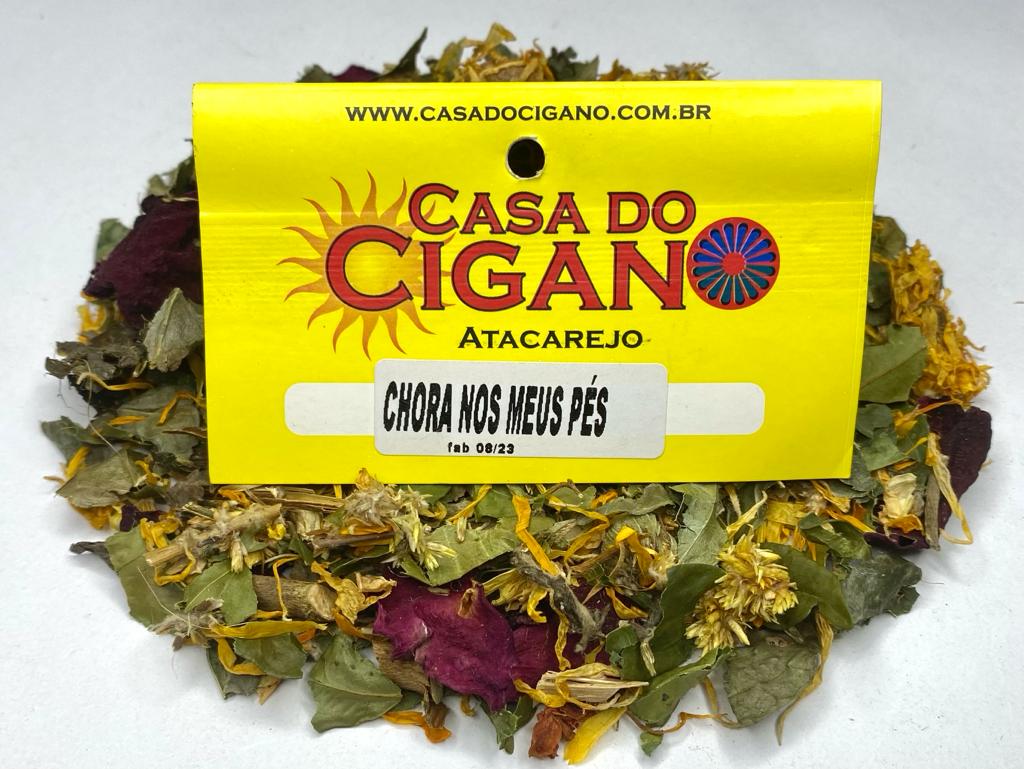 WWW.CASADOCIGANO.COM.BR
CASA DO
CIGANO
ATACAREJO
CHORA NOS MEUS PÉS
fab 08/23